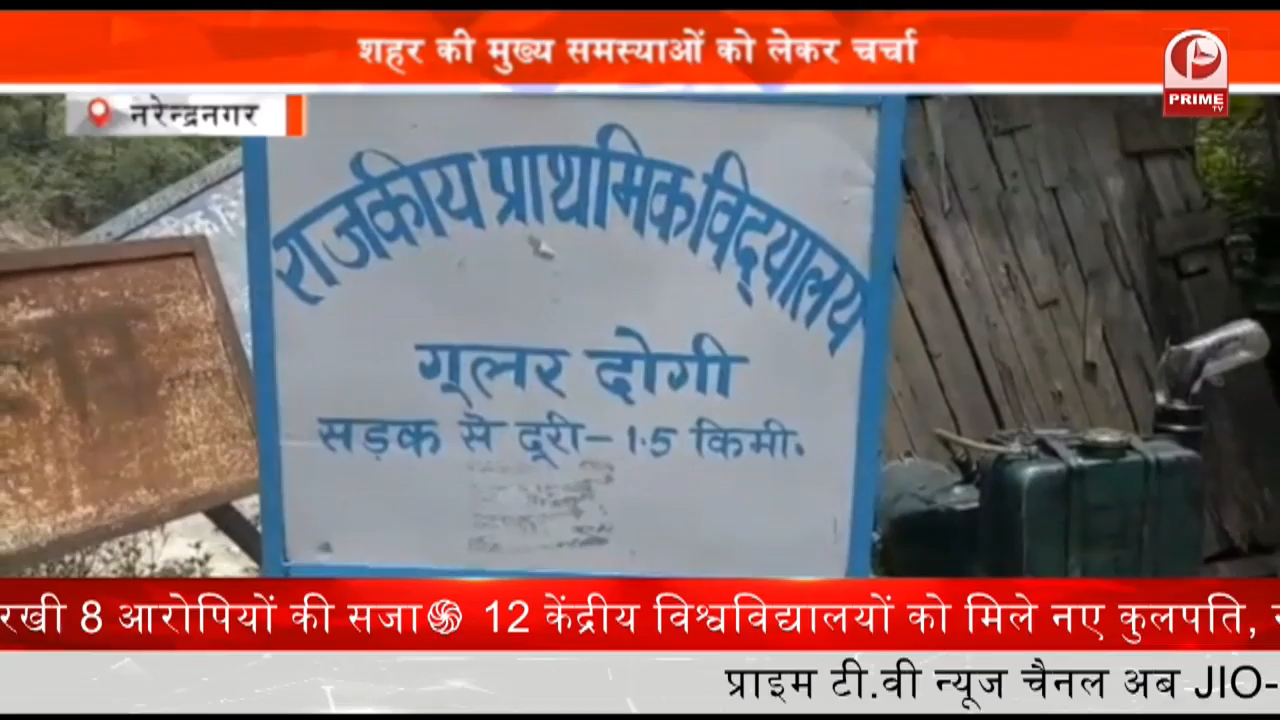 शहर की मुख्य समस्याओं को लेकर चर्चा
PRIME
TV
नरेन्द्रनगर
राजकीय प्राथमिक विद्यालय
गूलर दोगी
सड़क से दूरी - 1.5 किमी.
रखी 8 आरोपियों की सजा 12 केंद्रीय विश्वविद्यालयों को मिले नए कुलपति,
प्राइम टी.वी न्यूज चैनल अब JIO-